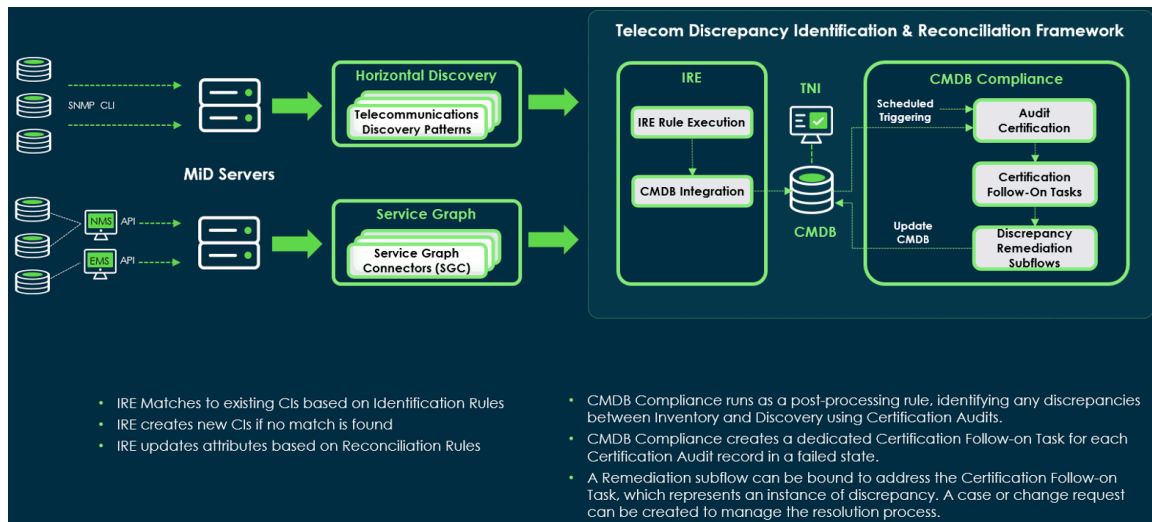 Telecom Discrepancy Identification & Reconciliation Framework
SNMP CLI
MiD Servers
NMS
API
EMS
API
Horizontal Discovery
Telecommunications
Discovery Patterns
Service Graph
Service Graph
Connectors (SGC)
IRE
IRE Rule Execution
CMDB Integration
TNI
CMDB
CMDB Compliance
Scheduled
Triggering
Audit
Certification
Certification
Follow-On Tasks
Update
CMDB
Discrepancy
Remediation
Subflows
• IRE Matches to existing CIs based on Identification Rules
• IRE creates new CIs if no match is found
• IRE updates attributes based on Reconciliation Rules
• CMDB Compliance runs as a post-processing rule, identifying any discrepancies
between Inventory and Discovery using Certification Audits.
• CMDB Compliance creates a dedicated Certification Follow-on Task for each
Certification Audit record in a failed state.
• A Remediation subflow can be bound to address the Certification Follow-on
Task, which represents an instance of discrepancy. A case or change request
can be created to manage the resolution process.